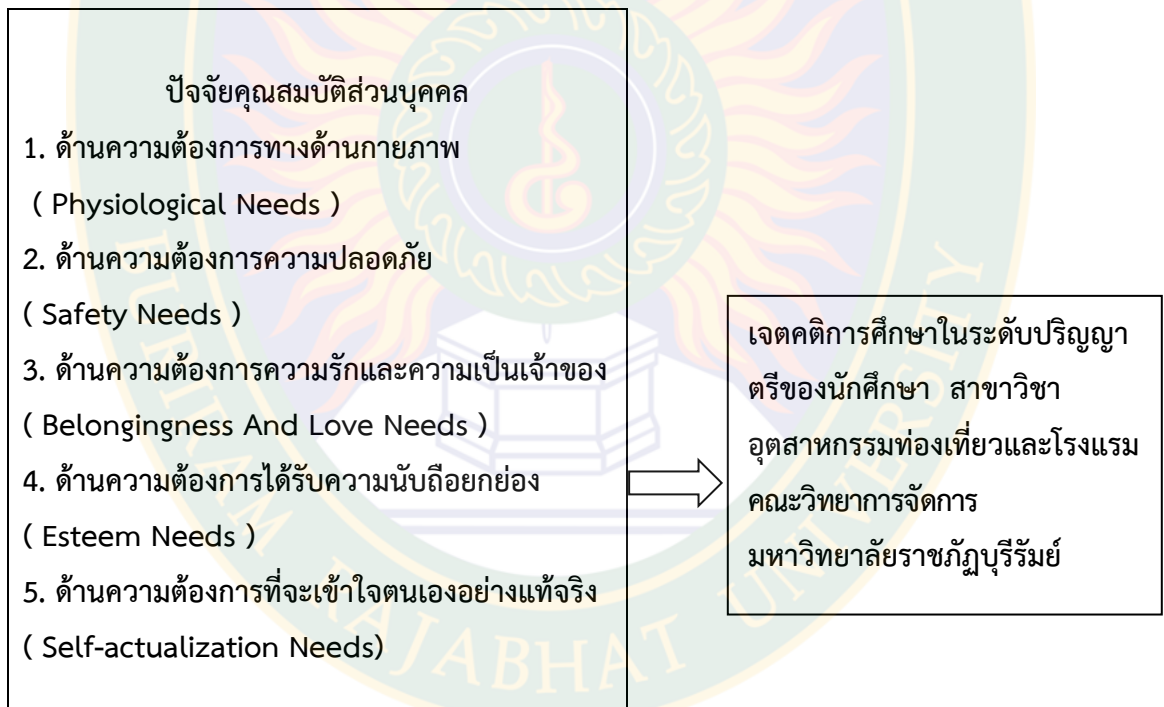 ปัจจัยคุณสมบัติส่วนบุคคล
1. ด้านความต้องการทางด้านกายภาพ
( Physiological Needs )
2. ด้านความต้องการความปลอดภัย
( Safety Needs )
3. ด้านความต้องการความรักและความเป็นเจ้าของ
( Belongingness And Love Needs )
4. ด้านความต้องการได้รับความนับถือยกย่อง
( Esteem Needs )
5. ด้านความต้องการที่จะเข้าใจตนเองอย่างแท้จริง
( Self-actualization Needs)
เจตคติการศึกษาในระดับปริญญา
ตรีของนักศึกษา สาขาวิชา
อุตสาหกรรมท่องเที่ยวและโรงแรม
คณะวิทยาการจัดการ
มหาวิทยาลัยราชภัฏบุรีรัมย์
BURIRAM RAJABHAT UNIVERSITY